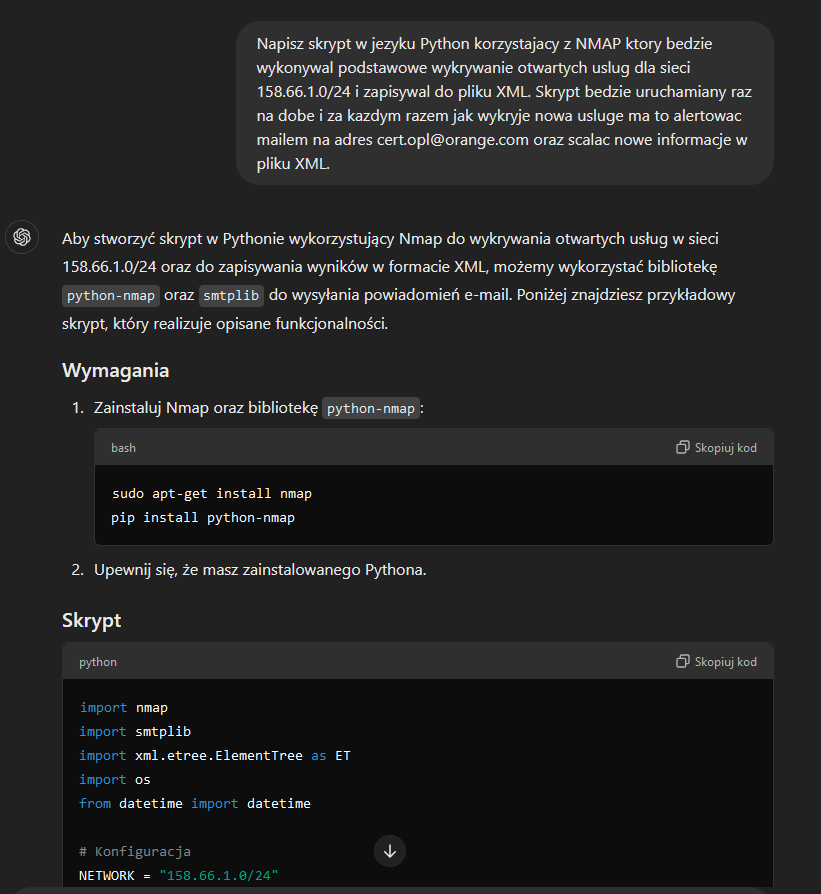 Napisz skrypt w jezyku Python korzystajacy z NMAP ktory bedzie
wykonywal podstawowe wykrywanie otwartych uslug dla sieci
158.66.1.0/24 i zapisywal do pliku XML. Skrypt bedzie uruchamiany raz
na dobe i za kazdym razem jak wykryje nowa usluge ma to alertowac
mailem na adres cert.opl@orange.com oraz scalac nowe informacje w
pliku XML.
Aby stworzyć skrypt w Pythonie wykorzystujący Nmap do wykrywania otwartych usług w sieci
158.66.1.0/24 oraz do zapisywania wyników w formacie XML, możemy wykorzystać bibliotekę
python-nmap oraz smtplib do wysyłania powiadomień e-mail. Poniżej znajdziesz przykładowy
skrypt, który realizuje opisane funkcjonalności.
Wymagania
1. Zainstaluj Nmap oraz bibliotekę python-nmap:
bash Skopiuj kod
sudo apt-get install nmap
pip install python-nmap
2. Upewnij się, że masz zainstalowanego Pythona.
Skrypt
python Skopiuj kod
import nmap
import smtplib
import xml.etree.ElementTree as ET
import os
from datetime import datetime
# Konfiguracja
NETWORK = "158.66.1.0/24"